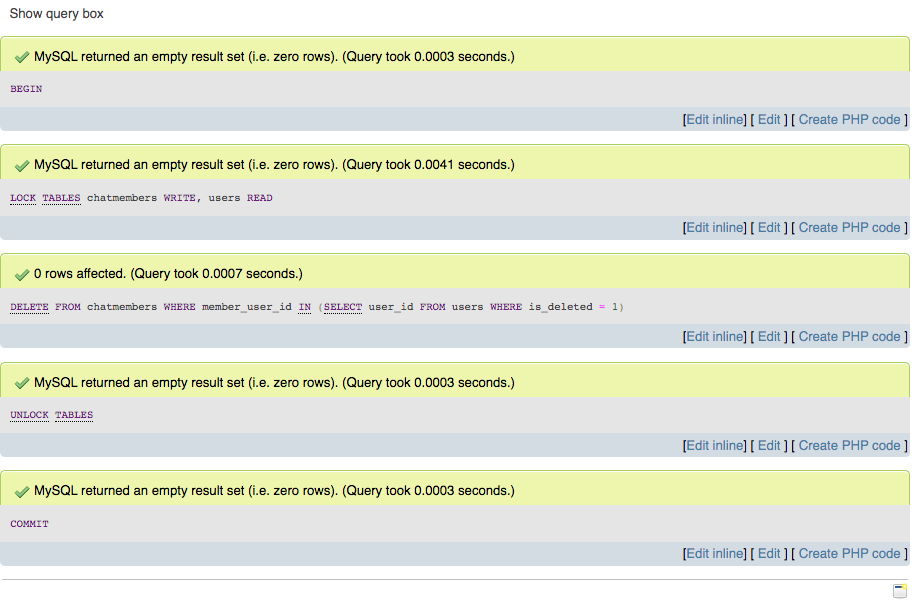 Show query box
MySQL returned an empty result set (i.e. zero rows). (Query took 0.0003 seconds.)
BEGIN
[Edit inline] [ Edit ] [ Create PHP code ]
MySQL returned an empty result set (i.e. zero rows). (Query took 0.0041 seconds.)
LOCK TABLES chatmembers WRITE, users READ
[Edit inline] [ Edit ] [ Create PHP code ]
0 rows affected. (Query took 0.0007 seconds.)
DELETE FROM chatmembers WHERE member_user_id IN (SELECT user_id FROM users WHERE is_deleted = 1)
[Edit inline] [ Edit ] [ Create PHP code ]
MySQL returned an empty result set (i.e. zero rows). (Query took 0.0003 seconds.)
UNLOCK TABLES
[Edit inline] [ Edit ] [ Create PHP code ]
MySQL returned an empty result set (i.e. zero rows). (Query took 0.0003 seconds.)
COMMIT
[Edit inline] [ Edit ] [ Create PHP code ]